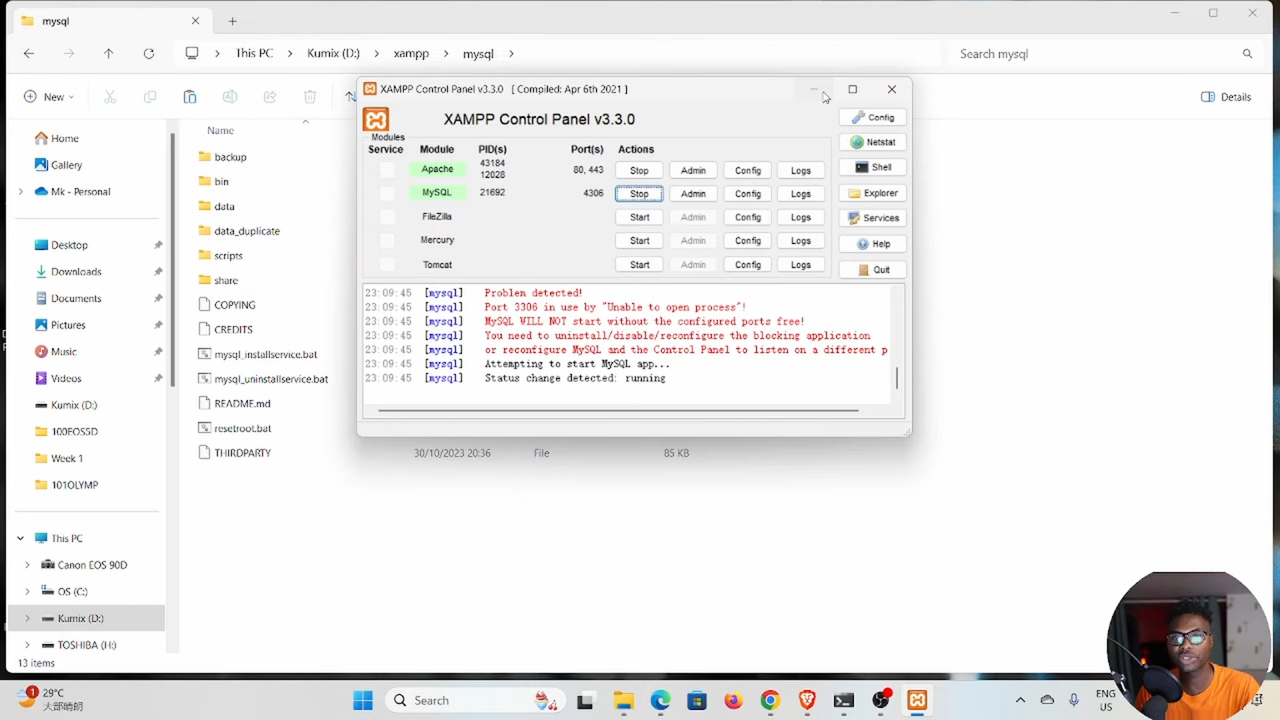 mysql
This PC
Kumix (D:)
xampp
mysql
Search mysql
New
Details
Home
Gallery
Mk - Personal
Desktop
Downloads
Documents
Pictures
Music
Videos
Kumix (D:)
100EOS5D
Week 1
101OLYMP
This PC
Canon EOS 90D
OS (C:)
Kumix (D:)
TOSHIBA (H:)
13 items
Name
backup
bin
data
data_duplicate
scripts
share
COPYING
CREDITS
mysql_installservice.bat
mysql_uninstallservice.bat
README.md
resetroot.bat
THIRDPARTY 30/10/2023 20:36 File 85 KB
XAMPP Control Panel v3.3.0 [ Compiled: Apr 6th 2021 ]
XAMPP Control Panel v3.3.0
Modules
Service Module PID(s) Port(s) Actions
Apache 43184 12028 80, 443 Stop Admin Config Logs
MySQL 21692 4306 Stop Admin Config Logs
FileZilla Start Admin Config Logs
Mercury Start Admin Config Logs
Tomcat Start Admin Config Logs
Config
Netstat
Shell
Explorer
Services
Help
Quit
23:09:45 [mysql] Problem detected!
23:09:45 [mysql] Port 3306 in use by "Unable to open process"!
23:09:45 [mysql] MySQL WILL NOT start without the configured ports free!
23:09:45 [mysql] You need to uninstall/disable/reconfigure the blocking application
23:09:45 [mysql] or reconfigure MySQL and the Control Panel to listen on a different p
23:09:45 [mysql] Attempting to start MySQL app...
23:09:45 [mysql] Status change detected: running
1
29°C
大部晴朗
Search
ENG
US